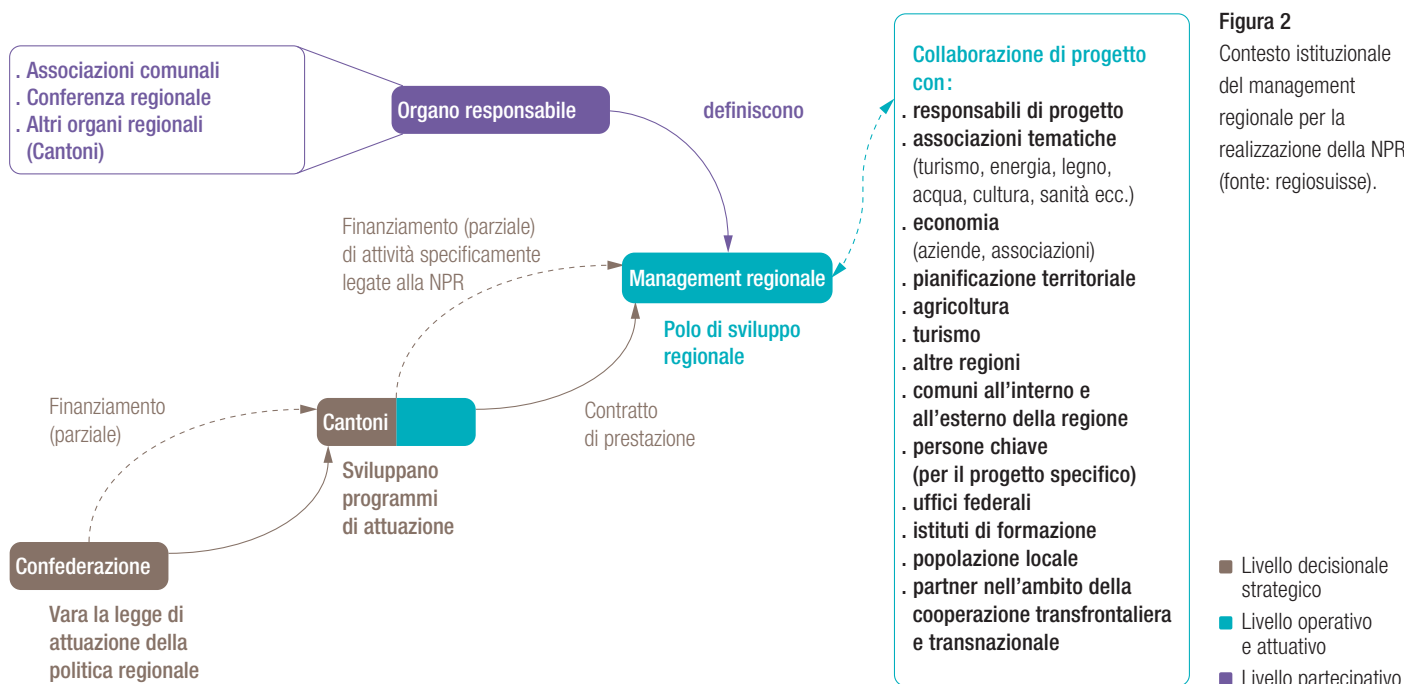 . Associazioni comunali
. Conferenza regionale
. Altri organi regionali
(Cantoni)
Organo responsabile
definiscono
Finanziamento (parziale)
di attività specificamente
legate alla NPR
Management regionale
Polo di sviluppo
regionale
Finanziamento
(parziale)
Cantoni
Sviluppano
programmi
di attuazione
Contratto
di prestazione
Confederazione
Vara la legge di
attuazione della
politica regionale
Collaborazione di progetto
con:
. responsabili di progetto
. associazioni tematiche
(turismo, energia, legno,
acqua, cultura, sanità ecc.)
. economia
(aziende, associazioni)
. pianificazione territoriale
. agricoltura
. turismo
. altre regioni
. comuni all'interno e
all'esterno della regione
. persone chiave
(per il progetto specifico)
. uffici federali
. istituti di formazione
. popolazione locale
. partner nell'ambito della
cooperazione transfrontaliera
e transnazionale
Figura 2
Contesto istituzionale
del management
regionale per la
realizzazione della NPR
(fonte: regiosuisse).
Livello decisionale
strategico
Livello operativo
e attuativo
Livello partecipativo